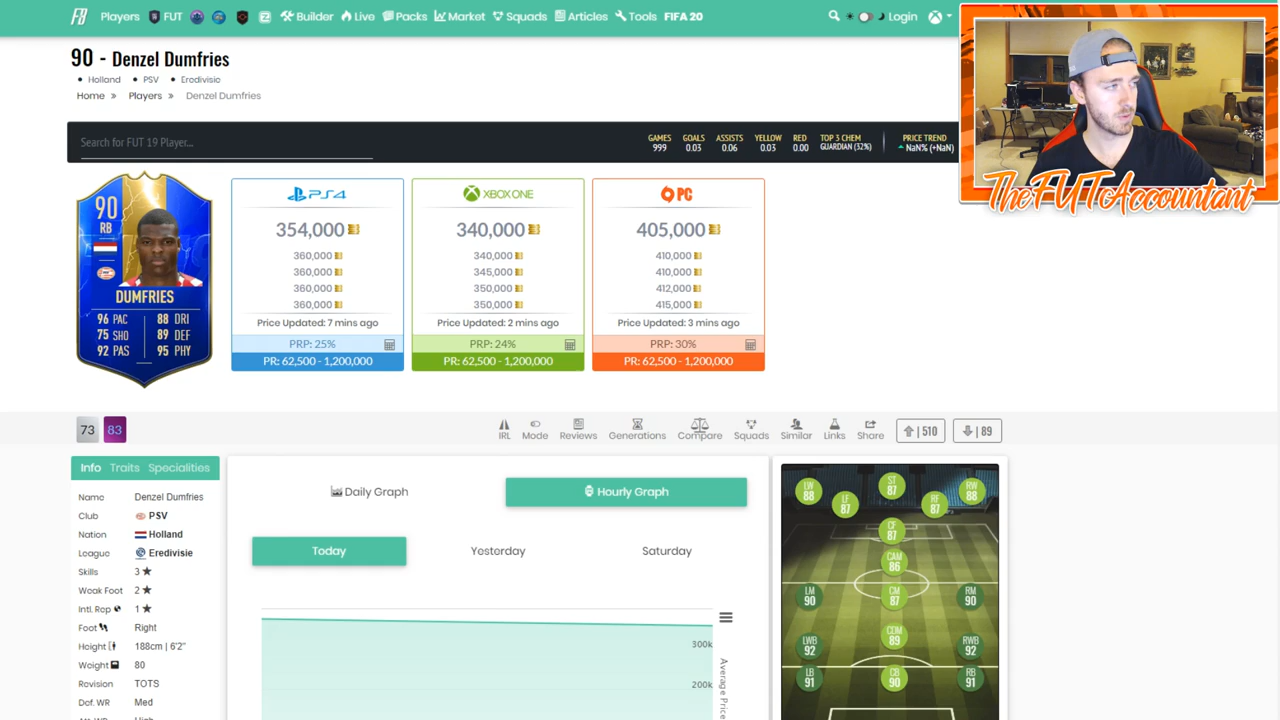 FB Players FUT Builder Live Packs Market Squads Articles Tools FIFA 20 Login
90 - Denzel Dumfries
Holland PSV Eredivisie
Home » Players » Denzel Dumfries
Search for FUT 19 Player...
GAMES GOALS ASSISTS YELLOW RED TOP 3 CHEM PRICE TREND
999 0.03 0.06 0.03 0.00 GUARDIAN (32%) NaN% (+NaN)
TheFUTAccountant
90
RB
DUMFRIES
96 PAC 88 DRI
75 SHO 89 DEF
92 PAS 95 PHY
PS4
354,000
360,000
360,000
360,000
360,000
Price Updated: 7 mins ago
PRP: 25%
PR: 62,500 - 1,200,000
XBOX ONE
340,000
340,000
345,000
350,000
350,000
Price Updated: 2 mins ago
PRP: 24%
PR: 62,500 - 1,200,000
PC
405,000
410,000
410,000
412,000
415,000
Price Updated: 3 mins ago
PRP: 30%
PR: 62,500 - 1,200,000
73 83
IRL Mode Reviews Generations Compare Squads Similar Links Share | 510 | 89
Info Traits Specialities
Name Denzel Dumfries
Club PSV
Nation Holland
League Eredivisie
Skills 3
Weak Foot 2
Intl. Rep 1
Foot Right
Height 188cm | 6'2"
Weight 80
Revision TOTS
Def. WR Med
Daily Graph Hourly Graph
Today Yesterday Saturday
300k
200k
Average Price
ST
87
LW
88
RW
88
LF
87
RF
87
CF
87
CAM
86
LM
90
CM
87
RM
90
CDM
89
LWB
92
RWB
92
LB
91
CB
90
RB
91